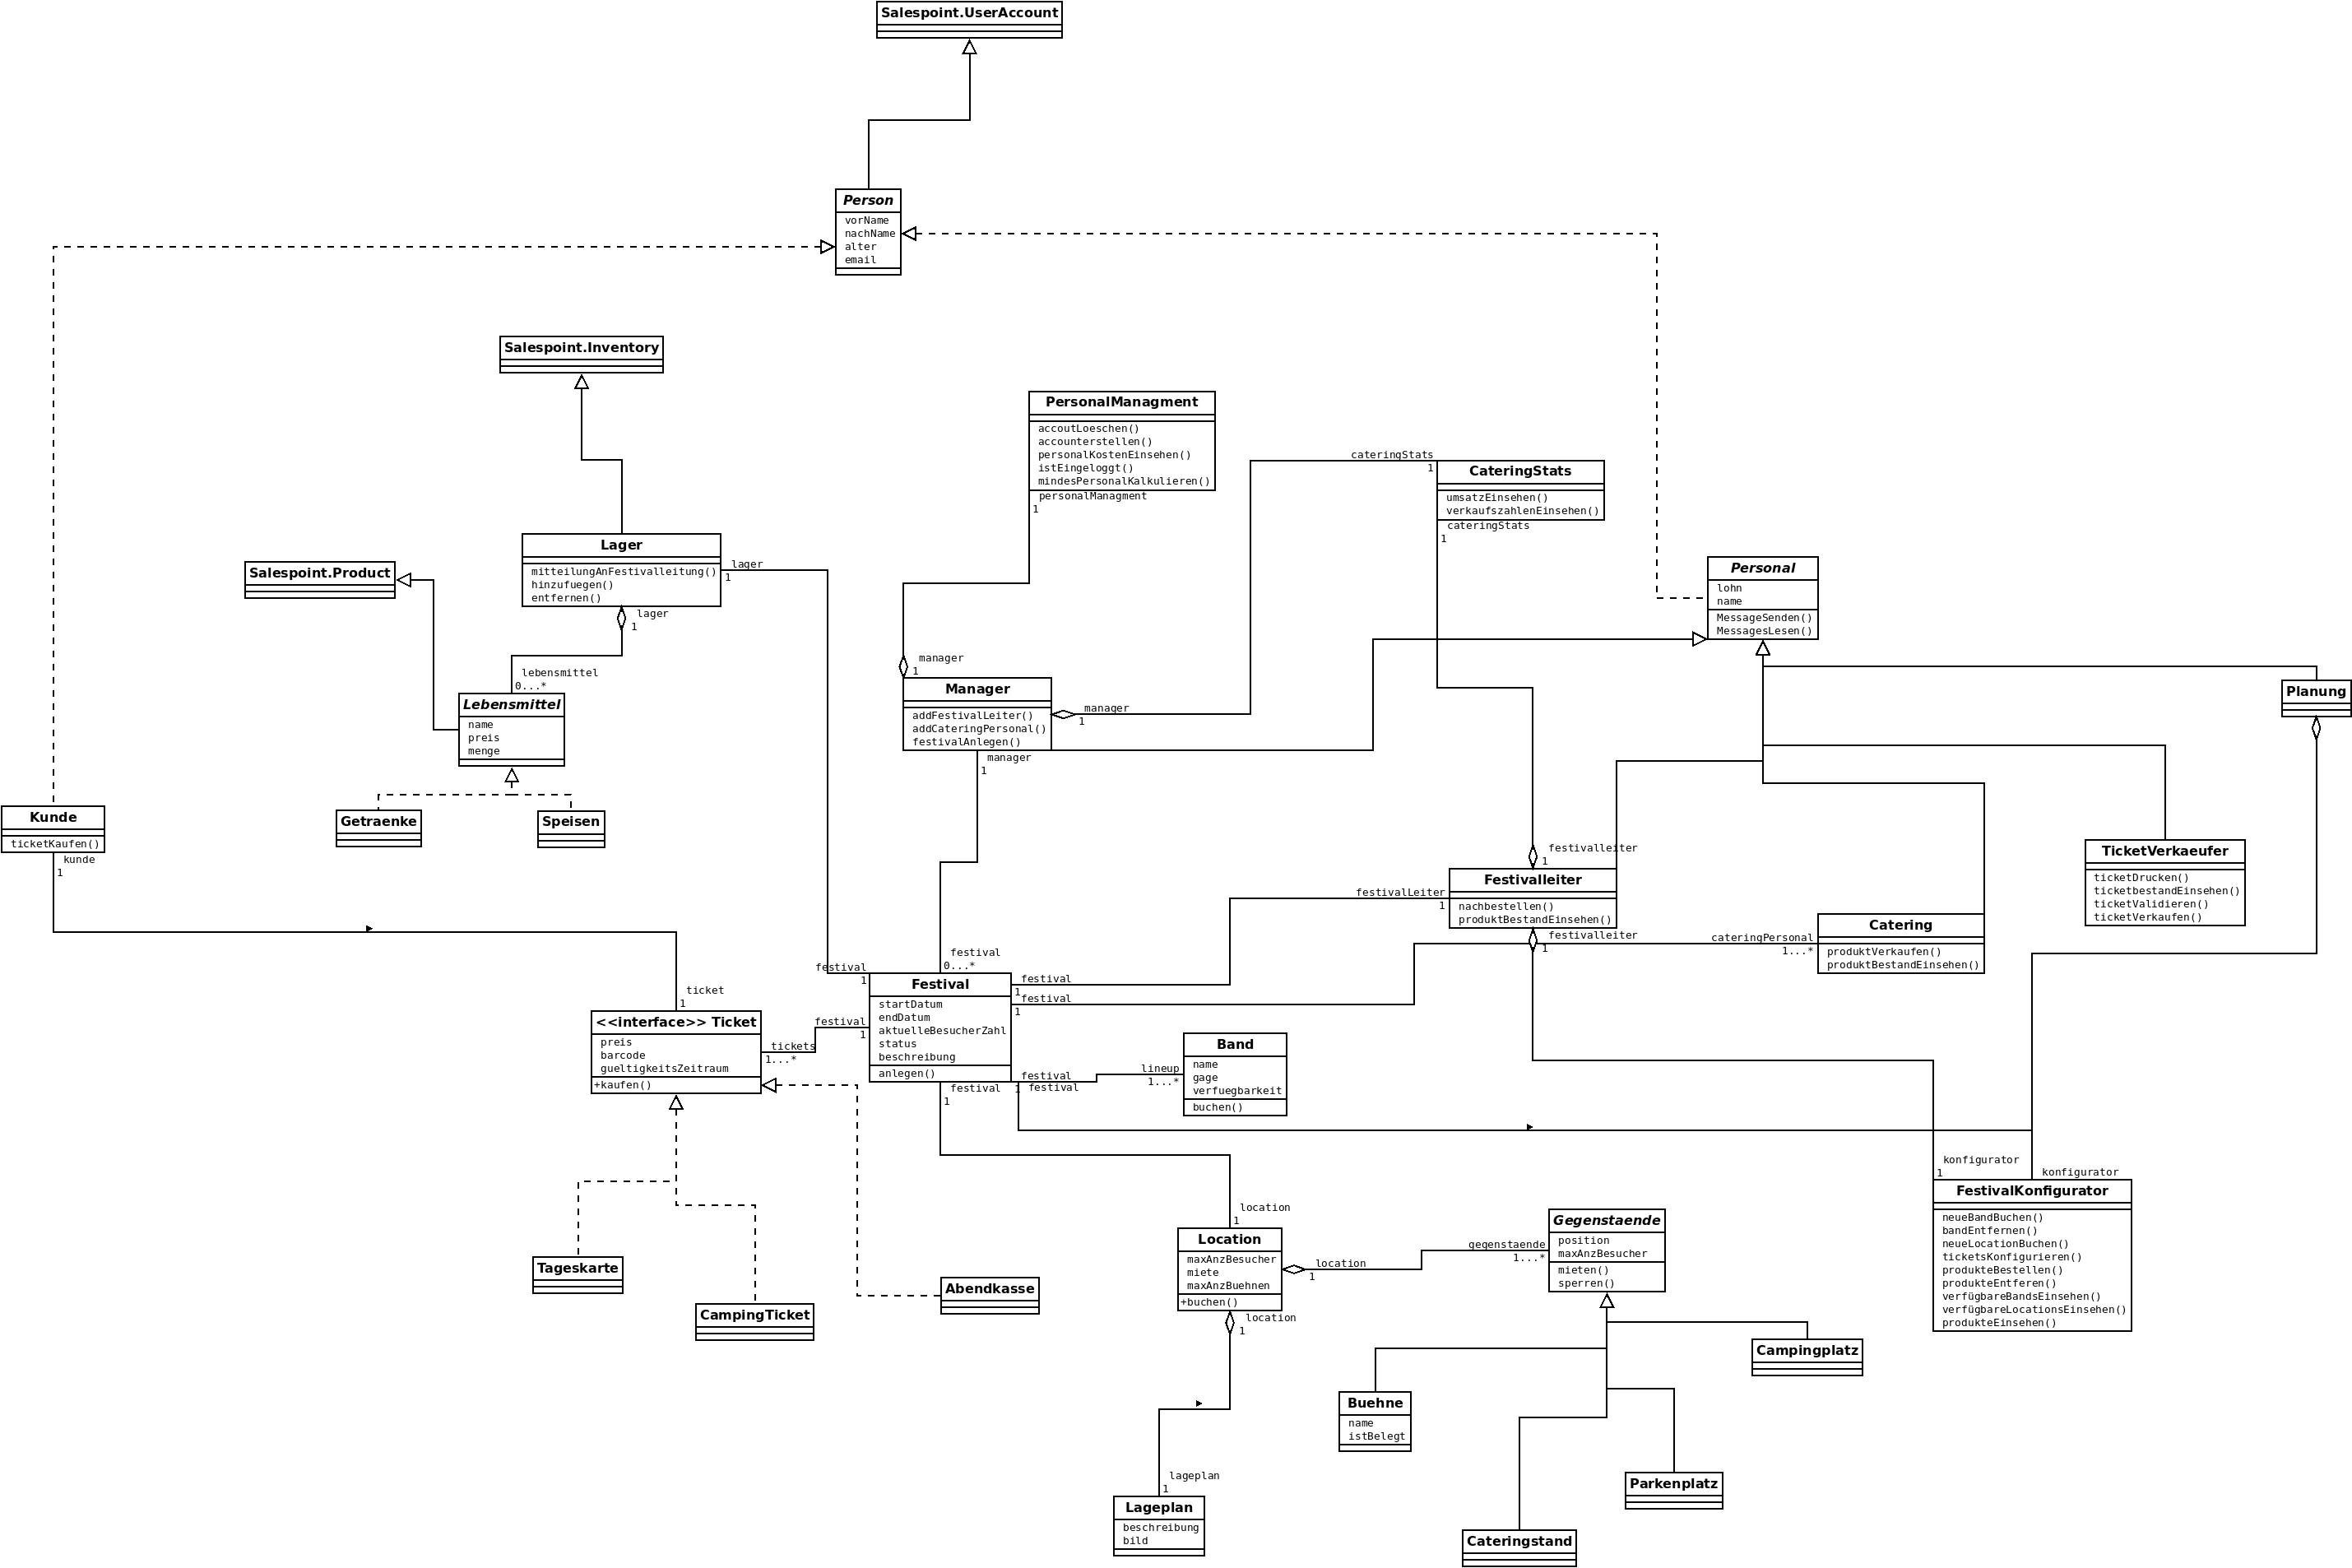 Salespoint.UserAccount
Person
vorName
nachName
alter
email
Salespoint.Inventory
PersonalManagment
accoutLoeschen()
accounterstellen()
personalKostenEinsehen()
istEingeloggt()
mindesPersonalKalkulieren()
personalManagment
1
cateringStats
1
CateringStats
umsatzEinsehen()
verkaufszahlenEinsehen()
cateringStats
1
Lager
mitteilungAnFestivalleitung()
hinzufuegen()
entfernen()
lager
1
lager
1
Salespoint.Product
Personal
lohn
name
MessageSenden()
MessagesLesen()
lebensmittel
0...*
Lebensmittel
name
preis
menge
manager
1
Manager
addFestivalLeiter()
addCateringPersonal()
festivalAnlegen()
manager
1
manager
1
Planung
Kunde
ticketKaufen()
kunde
1
Getraenke
Speisen
festivalleiter
1
Festivalleiter
nachbestellen()
produktBestandEinsehen()
festivalLeiter
1
festivalleiter
1
TicketVerkaeufer
ticketDrucken()
ticketbestandEinsehen()
ticketValidieren()
ticketVerkaufen()
cateringPersonal
1...*
Catering
produktVerkaufen()
produktBestandEinsehen()
festival
0...*
festival
1
Festival
startDatum
endDatum
aktuelleBesucherZahl
status
beschreibung
anlegen()
festival
1
festival
1
festival
1
festival
1
festival
festival
1
ticket
1
<<interface>> Ticket
preis
barcode
gueltigkeitsZeitraum
+kaufen()
tickets
1...*
lineup
1...*
Band
name
gage
verfuegbarkeit
buchen()
konfigurator
1
konfigurator
FestivalKonfigurator
neueBandBuchen()
bandEntfernen()
neueLocationBuchen()
ticketsKonfigurieren()
produkteBestellen()
produkteEntferen()
verfügbareBandsEinsehen()
verfügbareLocationsEinsehen()
produkteEinsehen()
location
1
Location
maxAnzBesucher
miete
maxAnzBuehnen
+buchen()
location
1
location
1
gegenstaende
1...*
Gegenstaende
position
maxAnzBesucher
mieten()
sperren()
Tageskarte
CampingTicket
Abendkasse
Campingplatz
Buehne
name
istBelegt
Parkenplatz
lageplan
1
Lageplan
beschreibung
bild
Cateringstand